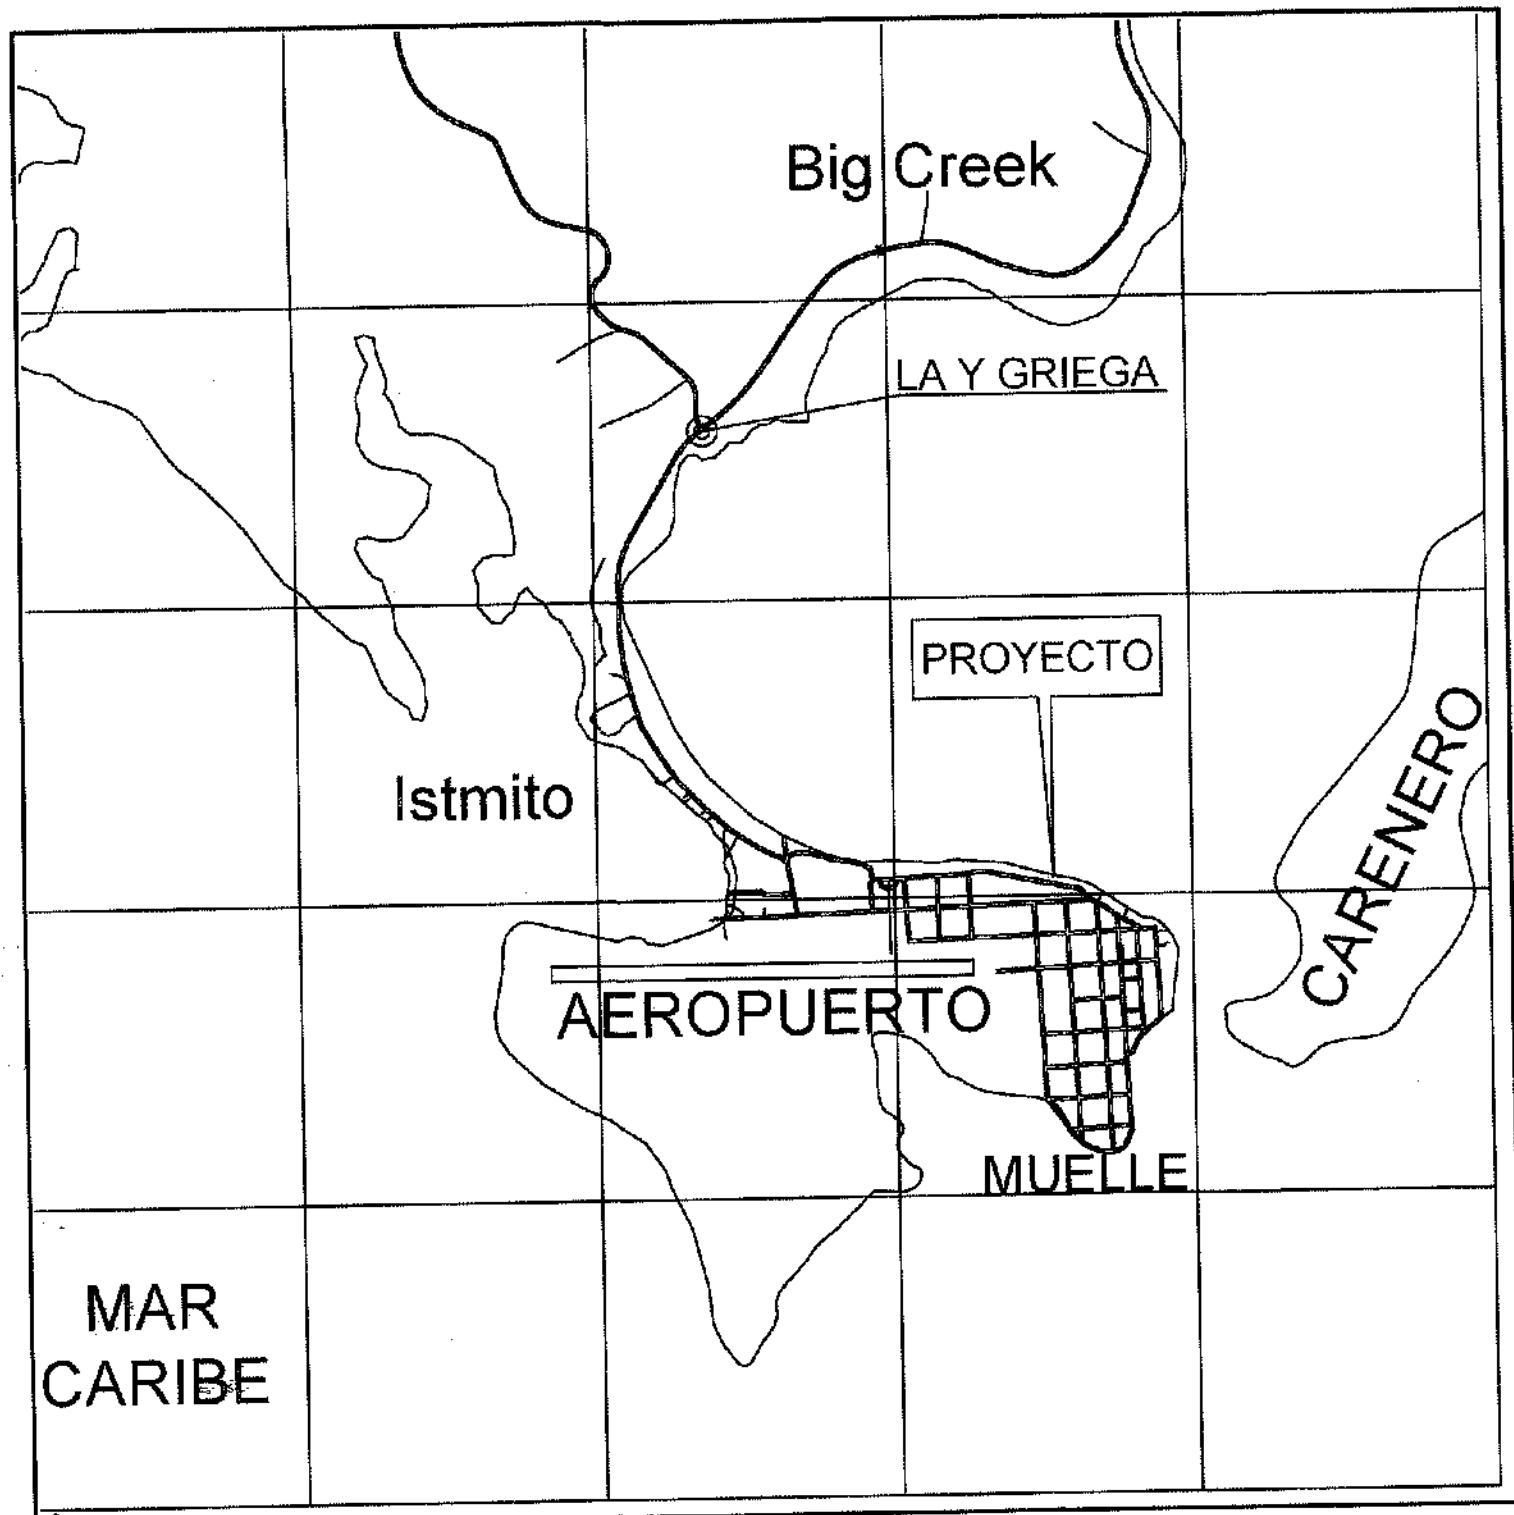 Big Creek
LA Y GRIEGA
PROYECTO
CARENERO
Istmito
AEROPUERTO
MUELLE
MAR
CARIBE